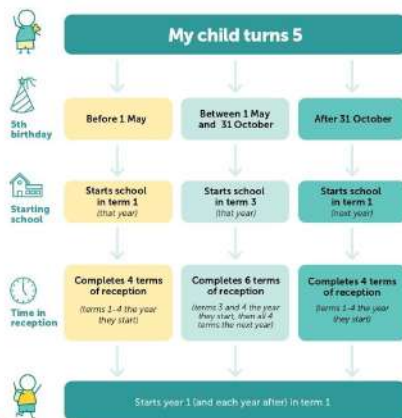 My child turns 5
5th
birthday
Before 1 May
Between 1 May
and 31 October
After 31 October
Starting
school
Starts school
in term 1
(that year)
Starts school
in term 3
(that year)
Starts school
in term 1
(next year)
Time in
reception
Completes 4 terms
of reception
(terms 1-4 the year
they start)
Completes 6 terms
of reception
(terms 3 and 4 the year
they start, then all 4
terms the next year)
Completes 4 terms
of reception
(terms 1-4 the year
they start)
Starts year 1 (and each year after) in term 1